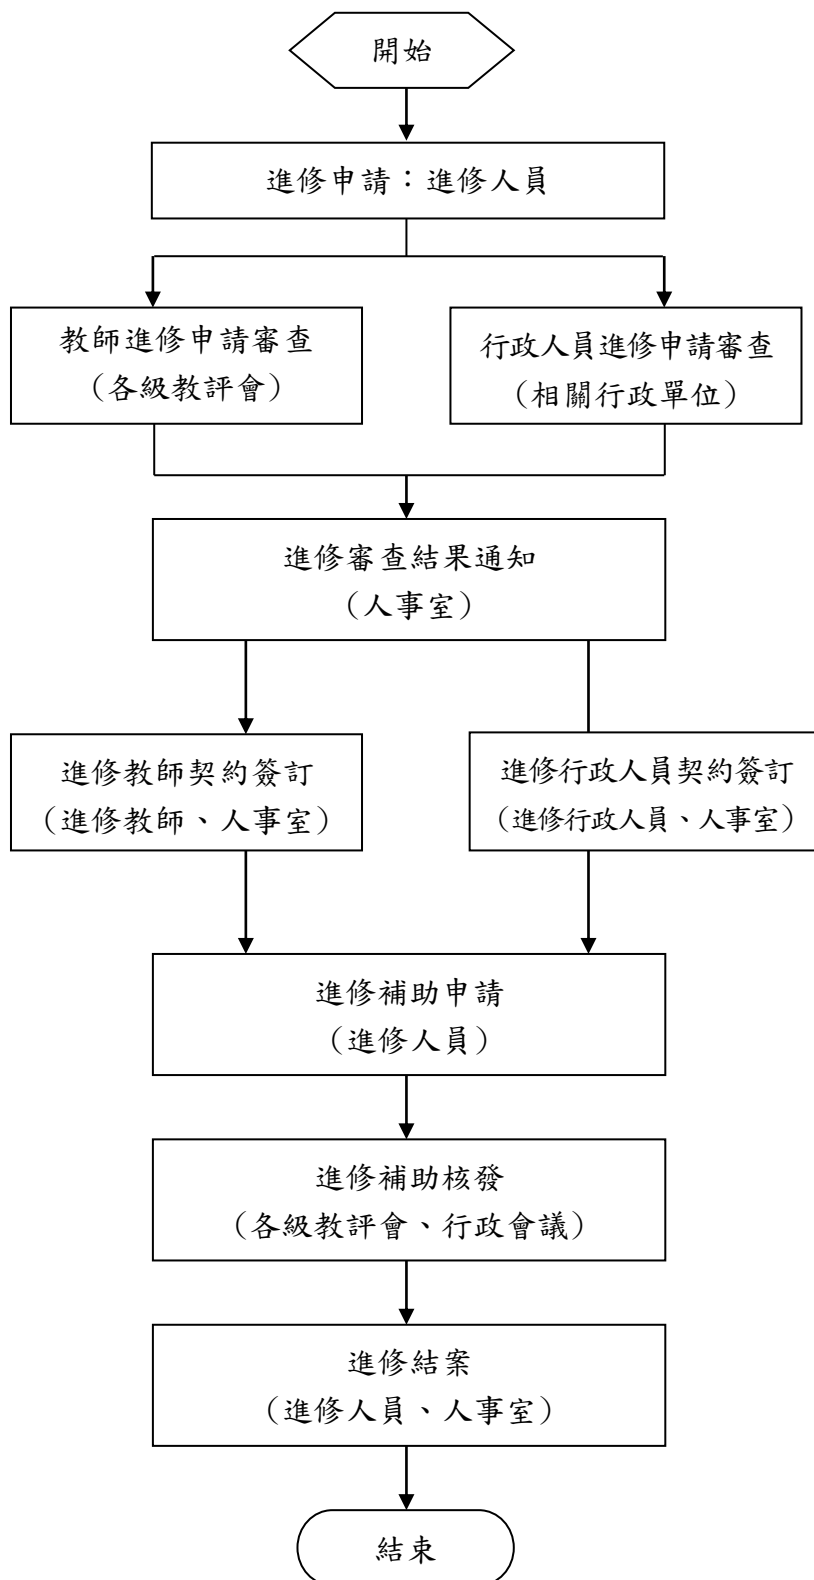 開始
進修申請：進修人員
教師進修申請審查
（各級教評會）
行政人員進修申請審查
（相關行政單位）
進修審查結果通知
（人事室）
進修教師契約簽訂
（進修教師、人事室）
進修行政人員契約簽訂
（進修行政人員、人事室）
進修補助申請
（進修人員）
進修補助核發
（各級教評會、行政會議）
進修結案
（進修人員、人事室）
結束